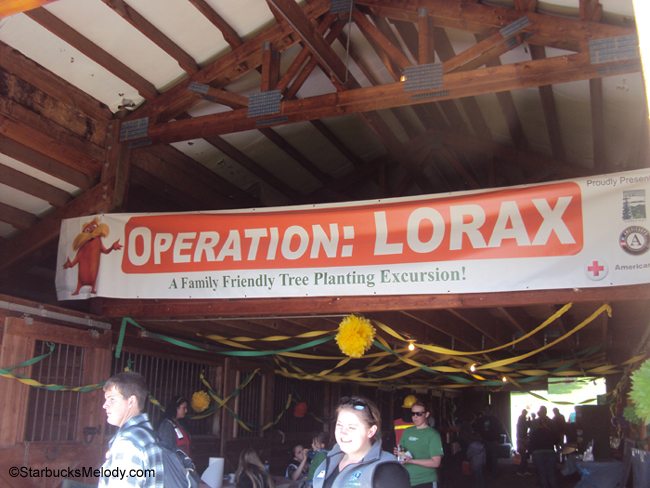 OPERATION: LORAX
A Family Friendly Tree Planting Excursion!
Proudly Present
American
©StarbucksMelody.com